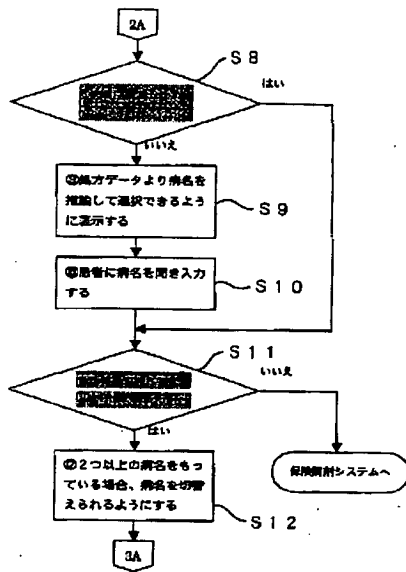 2A
S8
はい
いいえ
処方データより病名を
推論して選択できるよう
に表示する
S9
患者に病名を聞き入力
する
S10
S11
いいえ
はい
２つ以上の病名をもっ
ている場合、病名を切替
えられるようにする
S12
保険調剤システムへ
3A